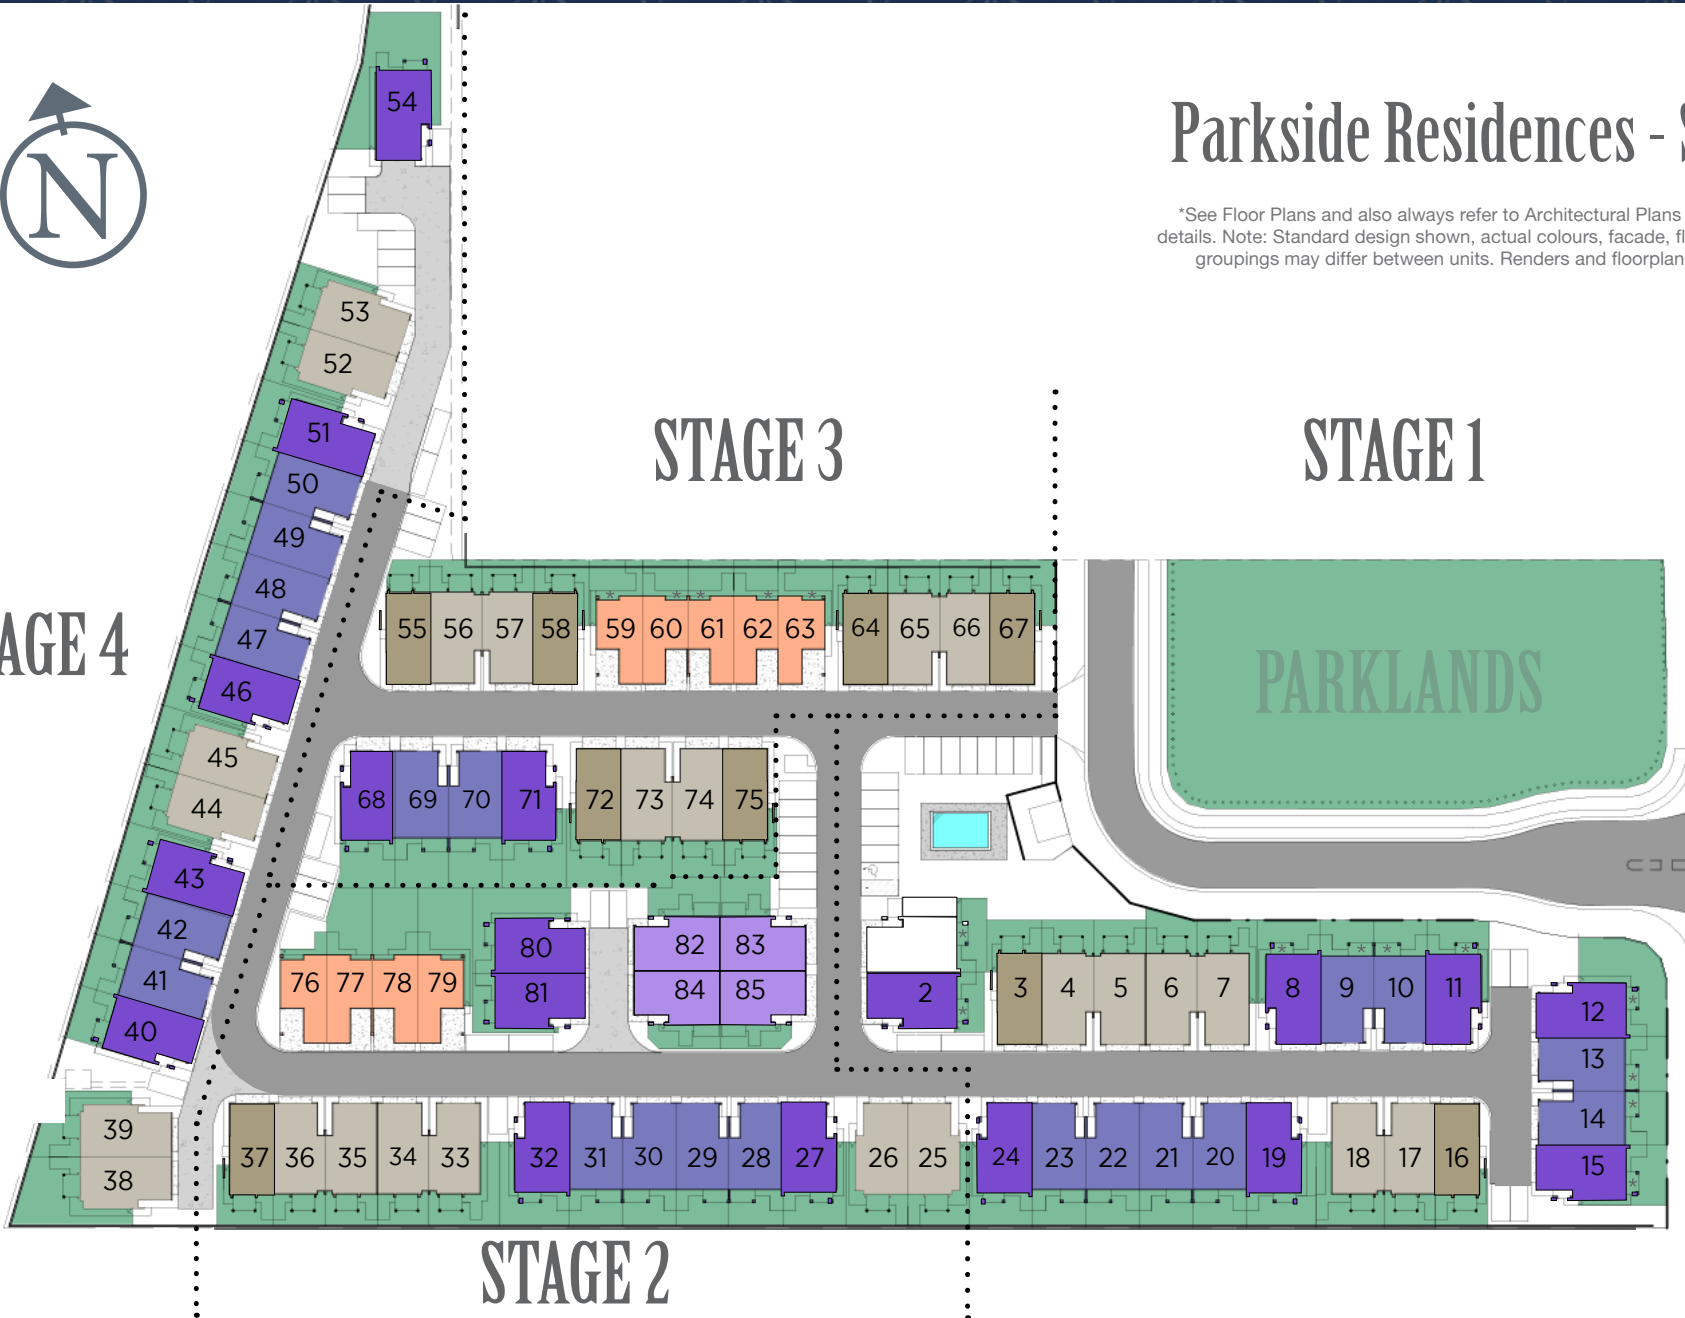 54
N
Parkside Residences -
*See Floor Plans and also always refer to Architectural Plans
details. Note: Standard design shown, actual colours, facade,
groupings may differ between units. Renders and
53
52
51
50
49
48
47
46
45
44
43
42
41
40
39
38
STAGE 3
STAGE 1
AGE 4
55 56 57 58 59 60 61 62 63 64 65 66 67
PARKLANDS
68 69 70 71 72 73 74 75
80 82 83
81 84 85
76 77 78 79
2 3 4 5 6 7 8 9 10 11
12
13
14
15
37 36 35 34 33 32 31 30 29 28 27 26 25 24 23 22 21 20 19 18 17 16
STAGE 2